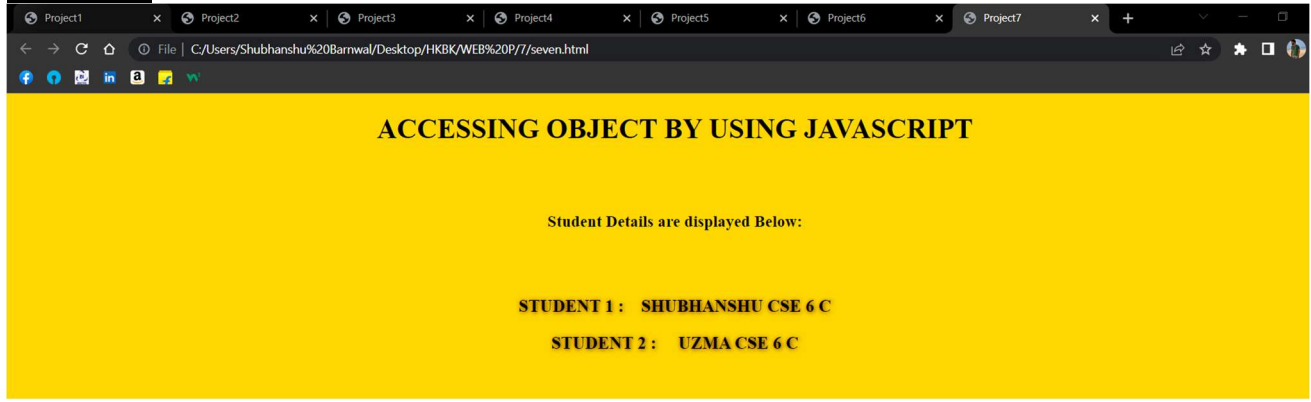 Project1 Project2 Project3 Project4 Project5 Project6 Project7
File | C:/Users/Shubhanshu%20Barnwal/Desktop/HKBK/WEB%20P/7/seven.html
in a
ACCESSING OBJECT BY USING JAVASCRIPT
Student Details are displayed Below:
STUDENT 1 : SHUBHANSHU CSE 6 C
STUDENT 2 : UZMA CSE 6 C